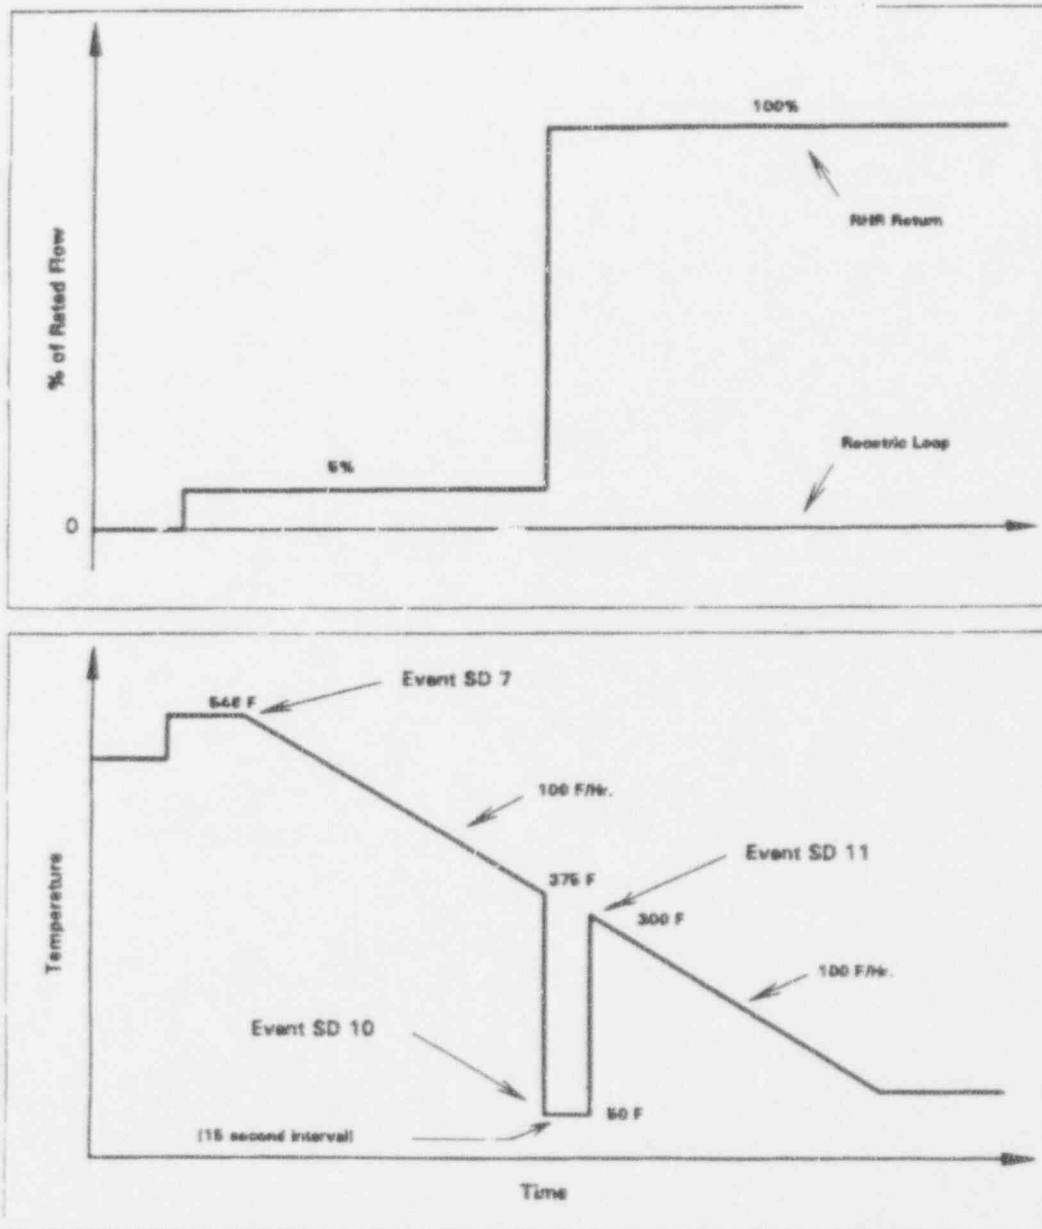 100%
RHR Return
% of Rated Flow
Recirc Loop
5%
0
Event SD 7
546 F
100 F/Hr.
Event SD 11
375 F
300 F
Temperature
100 F/Hr.
Event SD 10
50 F
(15 second interval)
Time